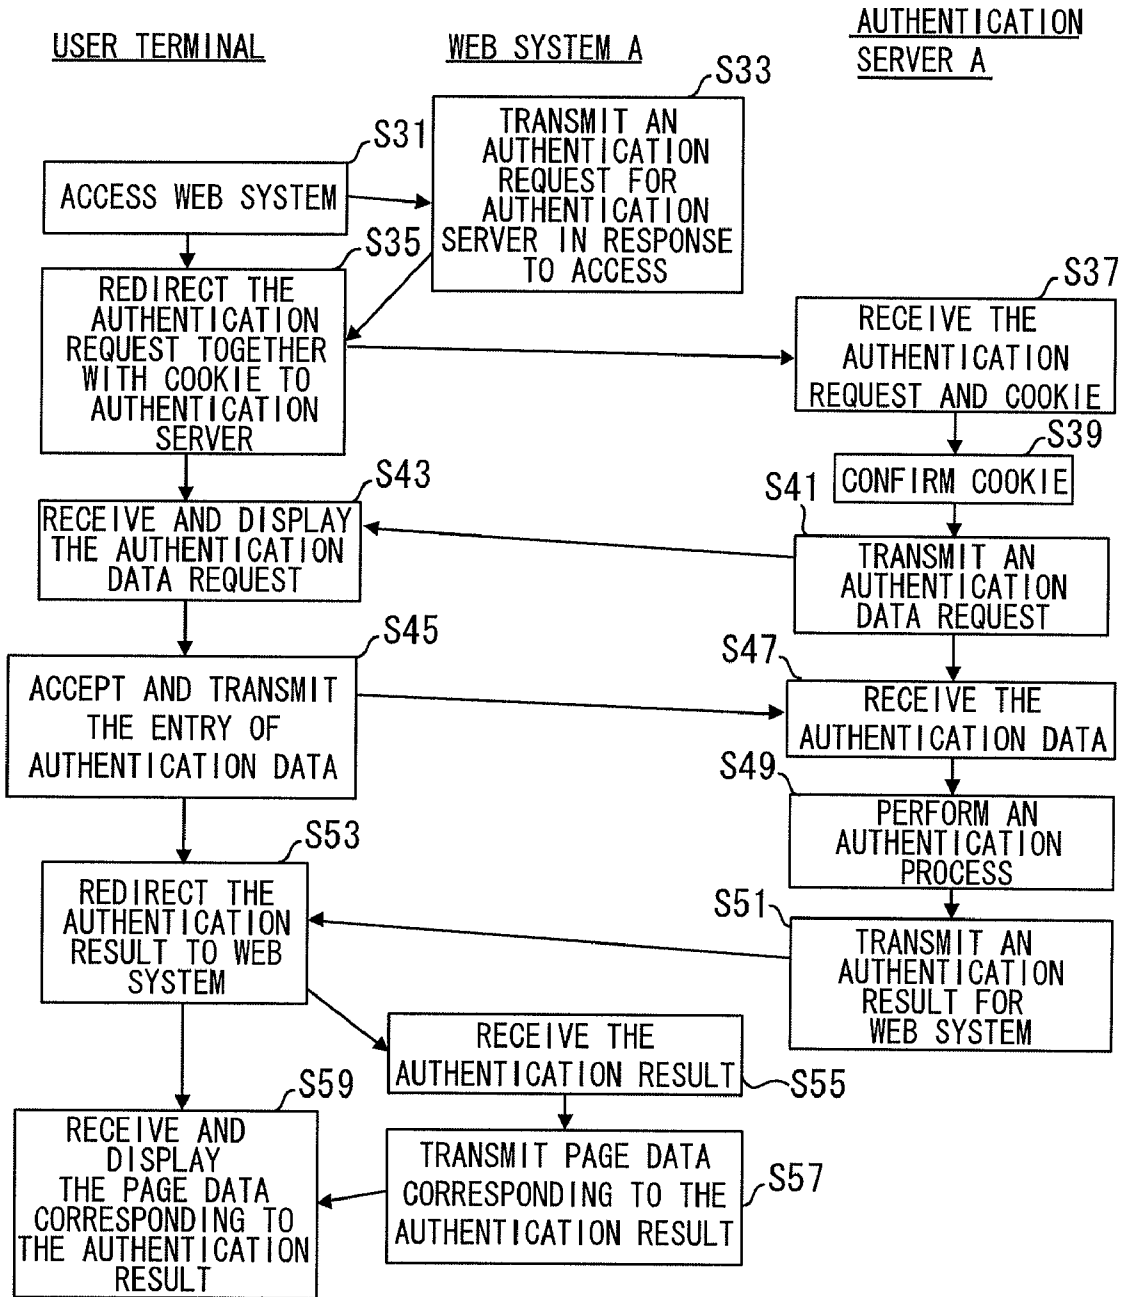 USER TERMINAL
WEB SYSTEM A
AUTHENTICATION
SERVER A
S31
ACCESS WEB SYSTEM
S33
TRANSMIT AN
AUTHENTICATION
REQUEST FOR
AUTHENTICATION
SERVER IN RESPONSE
TO ACCESS
S35
REDIRECT THE
AUTHENTICATION
REQUEST TOGETHER
WITH COOKIE TO
AUTHENTICATION
SERVER
S37
RECEIVE THE
AUTHENTICATION
REQUEST AND COOKIE
S39
CONFIRM COOKIE
S41
TRANSMIT AN
AUTHENTICATION
DATA REQUEST
S43
RECEIVE AND DISPLAY
THE AUTHENTICATION
DATA REQUEST
S45
ACCEPT AND TRANSMIT
THE ENTRY OF
AUTHENTICATION DATA
S47
RECEIVE THE
AUTHENTICATION DATA
S49
PERFORM AN
AUTHENTICATION
PROCESS
S51
TRANSMIT AN
AUTHENTICATION
RESULT FOR
WEB SYSTEM
S53
REDIRECT THE
AUTHENTICATION
RESULT TO WEB
SYSTEM
RECEIVE THE
AUTHENTICATION RESULT
S55
TRANSMIT PAGE DATA
CORRESPONDING TO THE
AUTHENTICATION RESULT
S57
S59
RECEIVE AND
DISPLAY
THE PAGE DATA
CORRESPONDING TO
THE AUTHENTICATION
RESULT